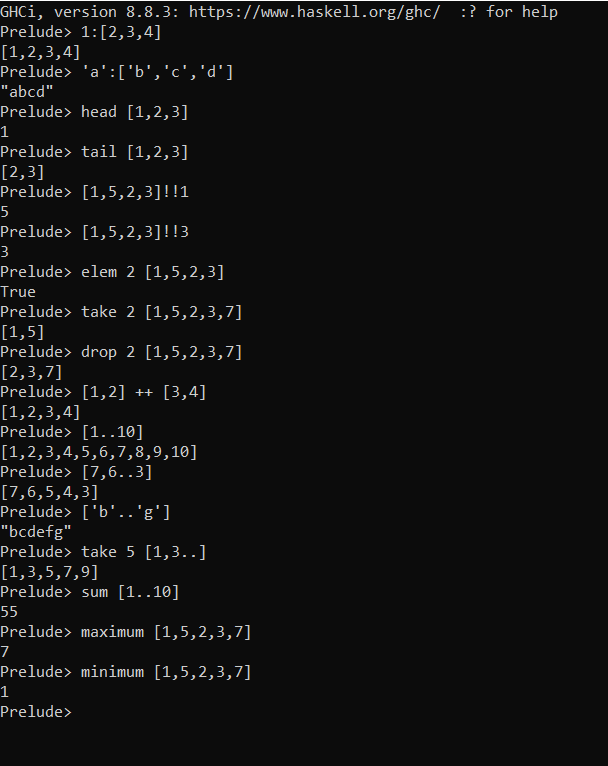 GHCi, version 8.8.3: https://www.haskell.org/ghc/  :? for help
Prelude> 1:[2,3,4]
[1,2,3,4]
Prelude> 'a':['b','c','d']
"abcd"
Prelude> head [1,2,3]
1
Prelude> tail [1,2,3]
[2,3]
Prelude> [1,5,2,3]!!1
5
Prelude> [1,5,2,3]!!3
3
Prelude> elem 2 [1,5,2,3]
True
Prelude> take 2 [1,5,2,3,7]
[1,5]
Prelude> drop 2 [1,5,2,3,7]
[2,3,7]
Prelude> [1,2] ++ [3,4]
[1,2,3,4]
Prelude> [1..10]
[1,2,3,4,5,6,7,8,9,10]
Prelude> [7,6..3]
[7,6,5,4,3]
Prelude> ['b'..'g']
"bcdefg"
Prelude> take 5 [1,3..]
[1,3,5,7,9]
Prelude> sum [1..10]
55
Prelude> maximum [1,5,2,3,7]
7
Prelude> minimum [1,5,2,3,7]
1
Prelude>